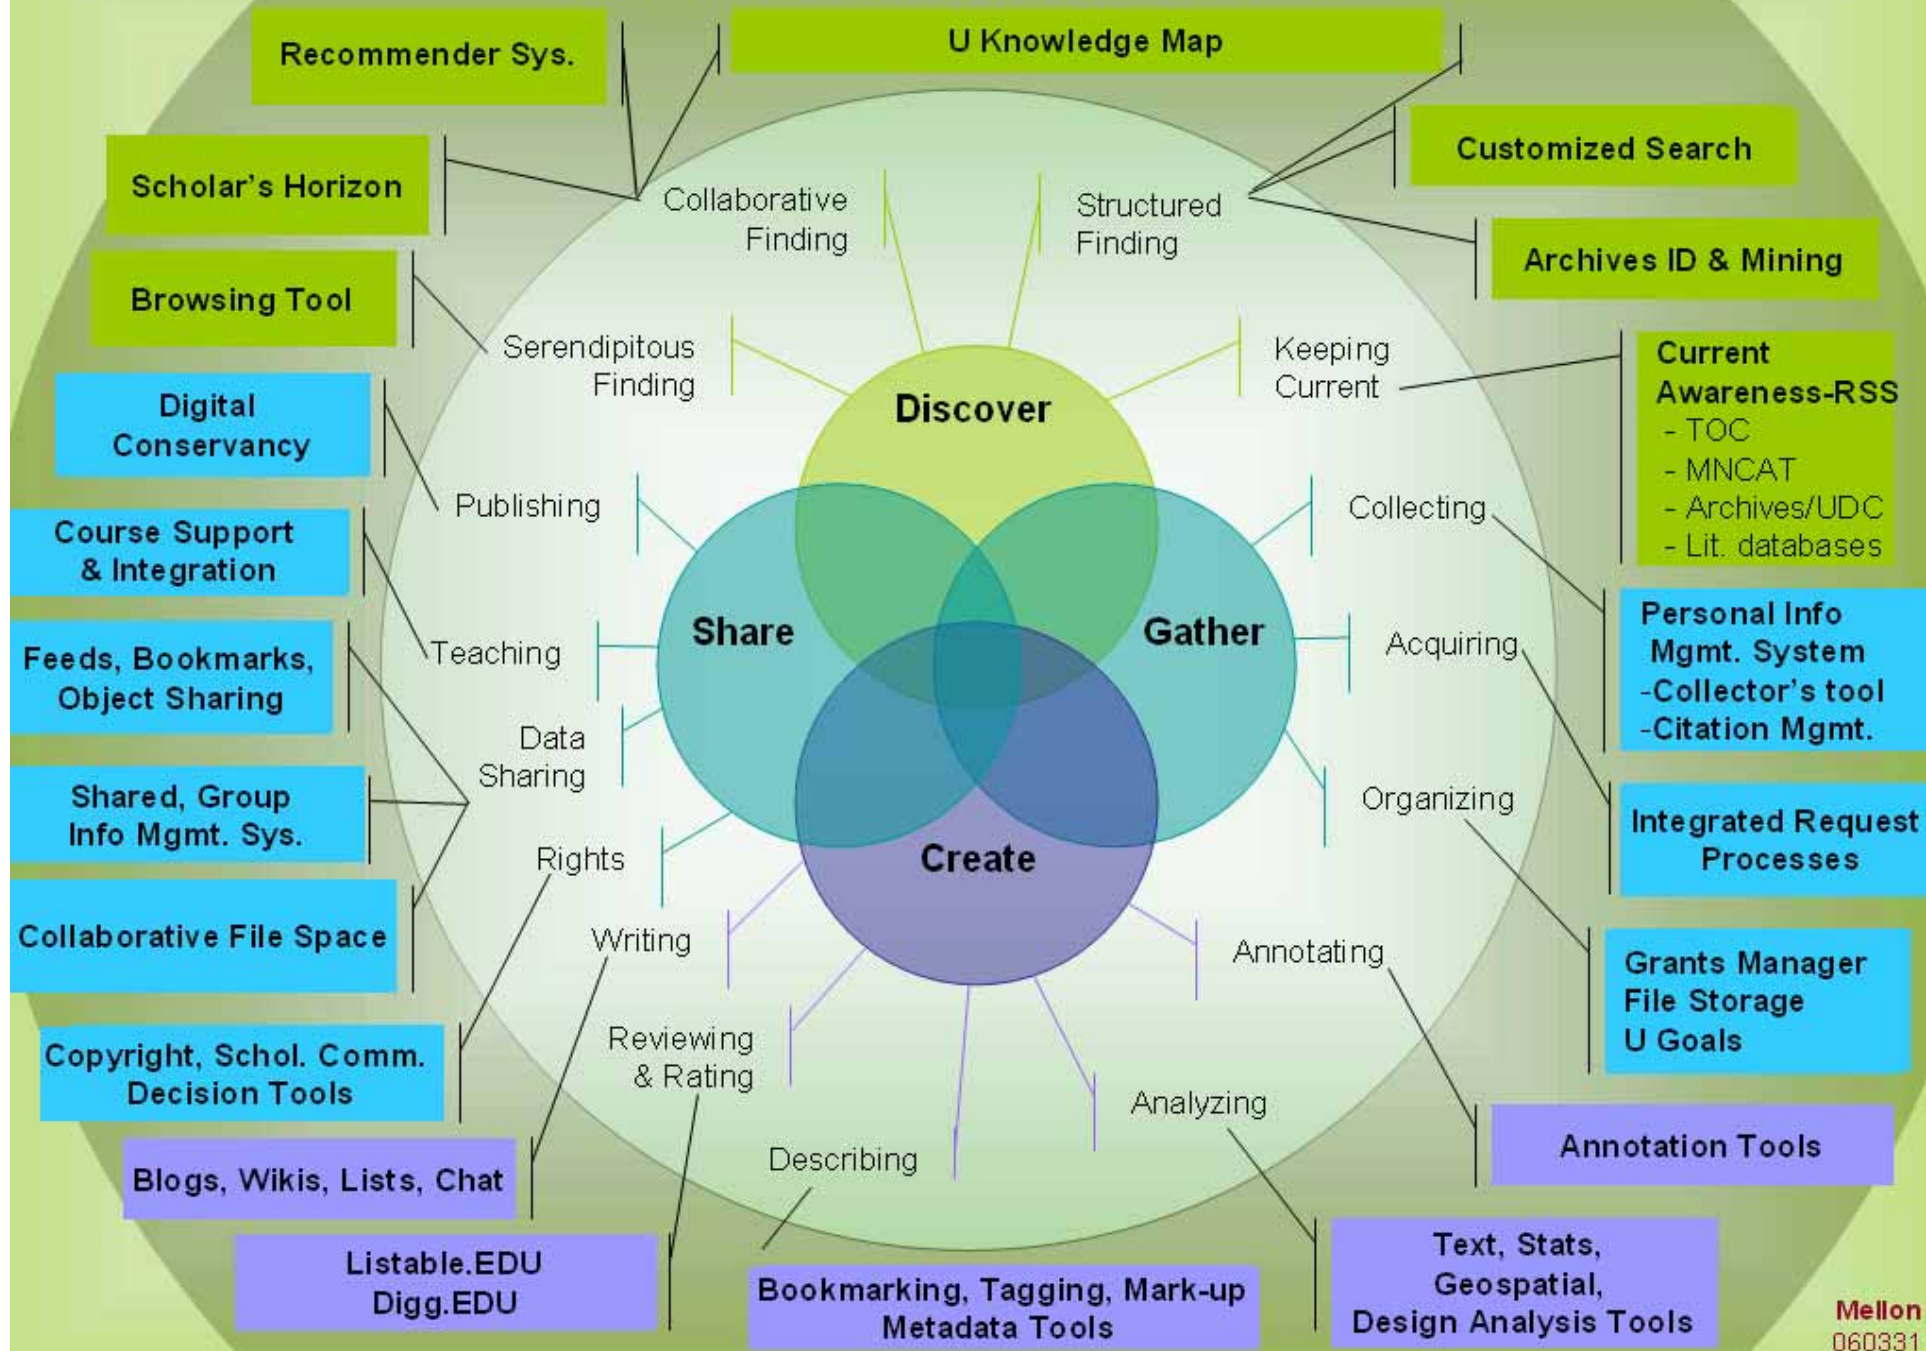 Recommender Sys.
U Knowledge Map
Customized Search
Scholar's Horizon
Collaborative
Finding
Structured
Finding
Archives ID & Mining
Browsing Tool
Serendipitous
Finding
Keeping
Current
Current
Awareness-RSS
- TOC
- MNCAT
- Archives/UDC
- Lit. databases
Discover
Digital
Conservancy
Publishing
Collecting
Course Support
& Integration
Share
Gather
Personal Info
Mgmt. System
-Collector's tool
-Citation Mgmt.
Teaching
Acquiring
Feeds, Bookmarks,
Object Sharing
Data
Sharing
Organizing
Shared, Group
Info Mgmt. Sys.
Integrated Request
Processes
Rights
Create
Collaborative File Space
Writing
Annotating
Grants Manager
File Storage
U Goals
Copyright, Schol. Comm.
Decision Tools
Reviewing
& Rating
Analyzing
Describing
Annotation Tools
Blogs, Wikis, Lists, Chat
Listable.EDU
Digg.EDU
Bookmarking, Tagging, Mark-up
Metadata Tools
Text, Stats,
Geospatial,
Design Analysis Tools
Mellon
060331